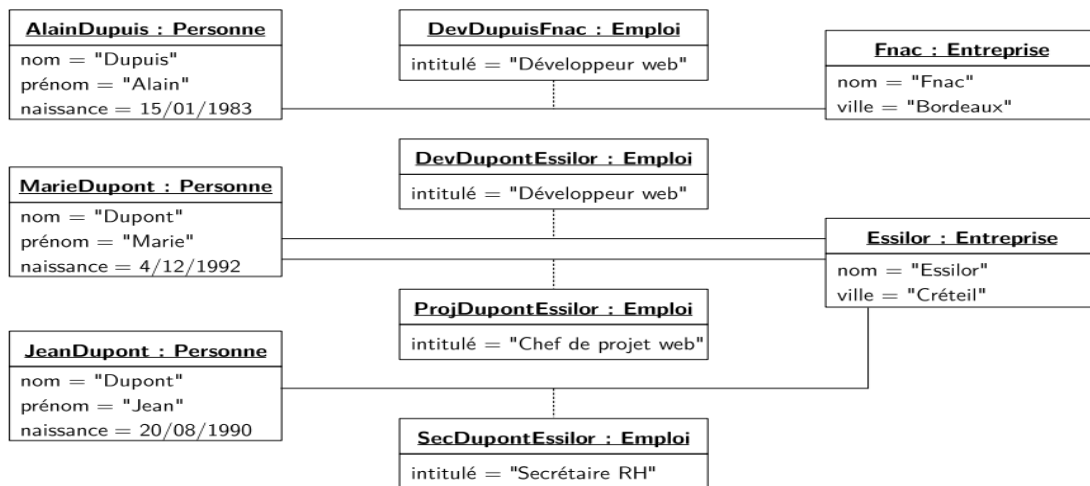 AlainDupuis : Personne
nom = "Dupuis"
prénom = "Alain"
naissance = 15/01/1983
DevDupuisFnac : Emploi
intitulé = "Développeur web"
Fnac : Entreprise
nom = "Fnac"
ville = "Bordeaux"
MarieDupont : Personne
nom = "Dupont"
prénom = "Marie"
naissance = 4/12/1992
DevDupontEssilor : Emploi
intitulé = "Développeur web"
Essilor : Entreprise
nom = "Essilor"
ville = "Créteil"
ProjDupontEssilor : Emploi
intitulé = "Chef de projet web"
JeanDupont : Personne
nom = "Dupont"
prénom = "Jean"
naissance = 20/08/1990
SecDupontEssilor : Emploi
intitulé = "Secrétaire RH"